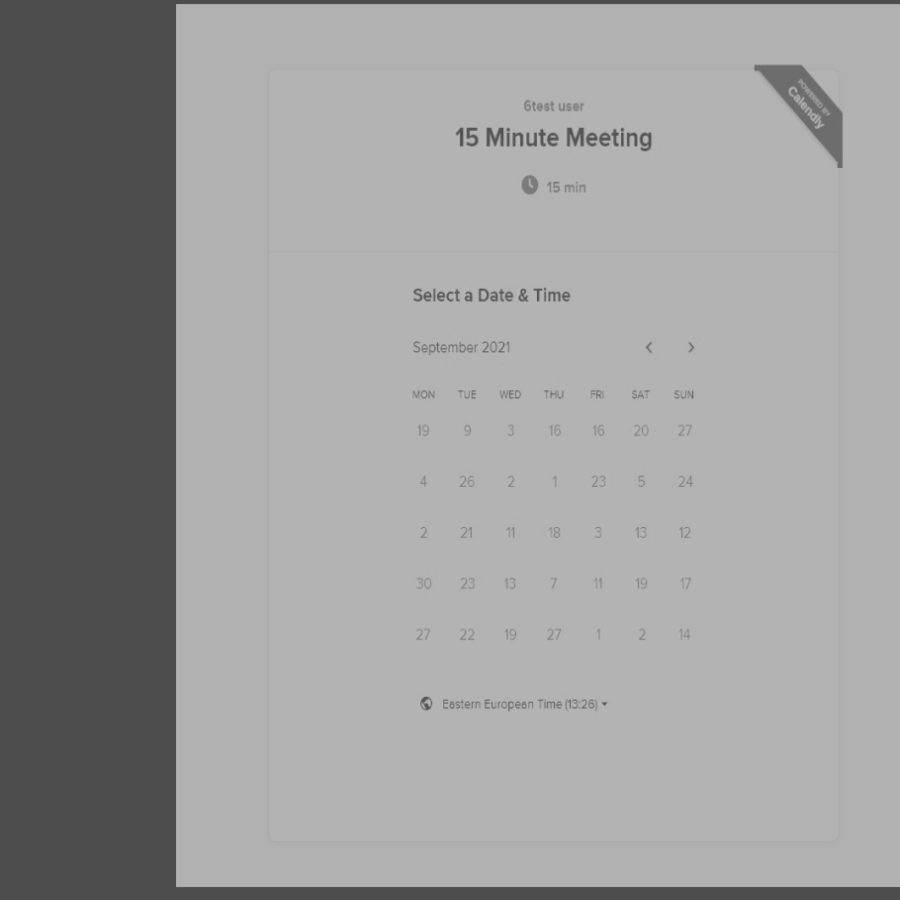 POWERED BY
Calendly
6test user
15 Minute Meeting
15 min
Select a Date & Time
September 2021
MON TUE WED THU FRI SAT SUN
19 9 3 16 16 20 27
4 26 2 1 23 5 24
2 21 11 18 3 13 12
30 23 13 7 11 19 17
27 22 19 27 1 2 14
Eastern European Time (13:26)